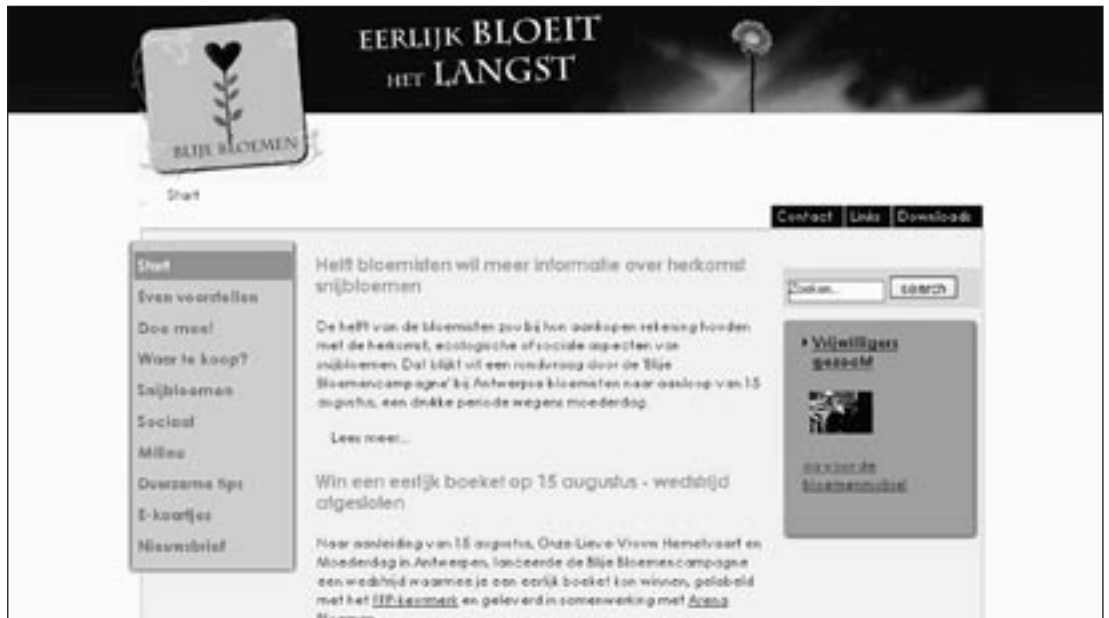 EERLIJK BLOEIT
HET LANGST
BLIJE BLOEMEN
Start
Contact Links Downloads
Start
Even voorstellen
Doe mee!
Waar te koop?
Snijbloemen
Sociaal
Milieu
Duurzame tips
E-kaartjes
Nieuwsbrief
Helft bloemisten wil meer informatie over herkomst
snijbloemen
De helft van de bloemisten zou bij hun aankopen rekening houden
met de herkomst, ecologische of sociale aspecten van
snijbloemen. Dat blijkt uit een rondvraag door de 'Blije
Bloemencampagne' bij Antwerpse bloemisten naar aanloop van 15
augustus, een drukke periode wegens moederdag.
Lees meer...
Win een eerlijk boeket op 15 augustus - wedstrijd
afgesloten
Naar aanleiding van 15 augustus, Onze-Lieve-Vrouw Hemelvaart en
Moederdag in Antwerpen, lanceerde de Blije Bloemencampagne
een wedstrijd waarmee je een eerlijk boeket kon winnen, gelabeld
met het FFP-keurmerk en geleverd in samenwerking met
Bloemen
Zoeken... search
Vrijwilligers
gezocht
voor de
bloemenmobiel